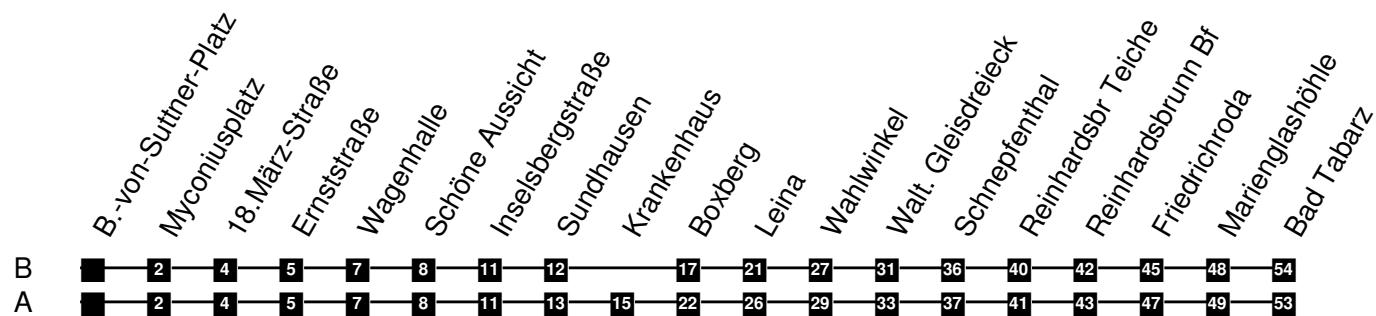 B.-von-Suttner-Platz
Myconiusplatz
18.März-Straße
Ernststraße
Wagenhalle
Schöne Aussicht
Inselsbergstraße
Sundhausen
Krankenhaus
Boxberg
Leina
Wahlwinkel
Walt. Gleisdreieck
Schnepfenthal
Reinhardsbr Teiche
Reinhardsbrunn Bf
Friedrichroda
Marienglashöhle
Bad Tabarz
B 2 4 5 7 8 11 12 17 21 27 31 36 40 42 45 48 54
A 2 4 5 7 8 11 13 15 22 26 29 33 37 41 43 47 49 53